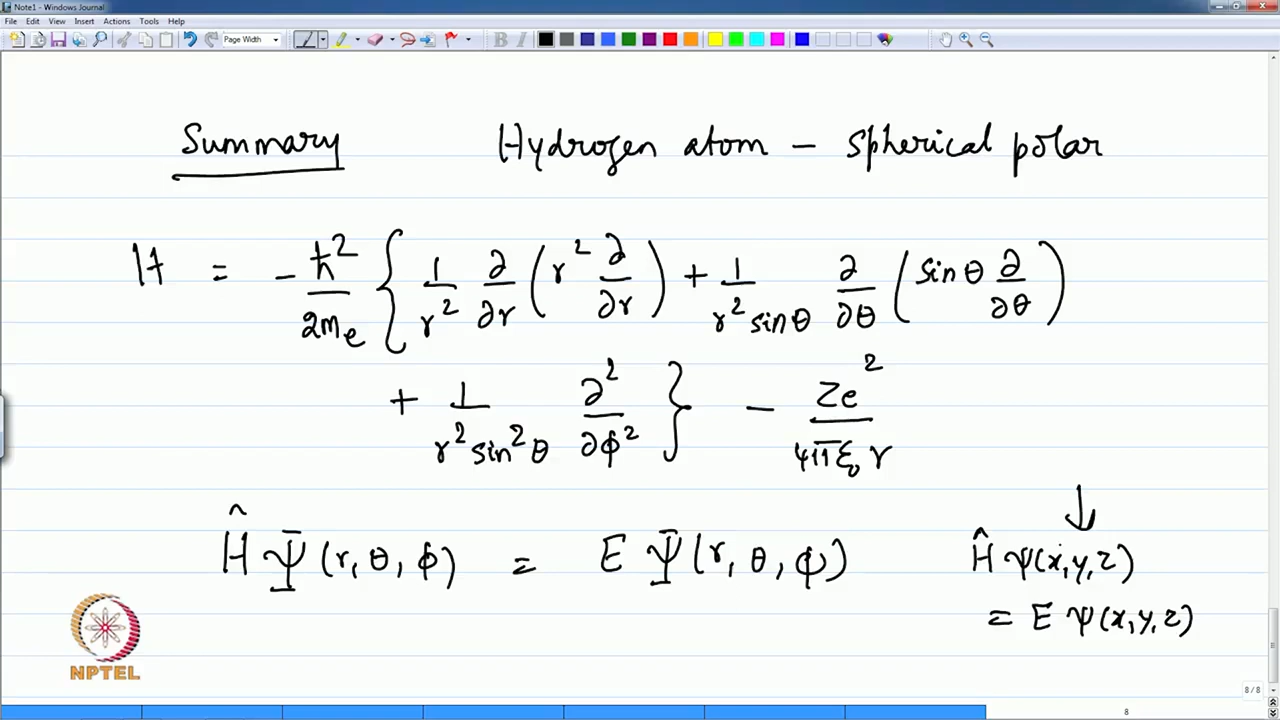 Note1 - Windows Journal
File Edit View Insert Actions Tools Help
Page Width
B I
Summary Hydrogen atom – spherical polar
H = - ħ²/2mₑ { 1/r² ∂/∂r ( r² ∂/∂r ) + 1/r² sinθ ∂/∂θ ( sinθ ∂/∂θ )
+ 1/r² sin²θ ∂²/∂φ² } - Ze²/4πε₀ r
↓
Ĥ Ψ (r, θ, φ) = E Ψ (r, θ, φ) Ĥ ψ(x,y,z)
= E ψ(x,y,z)
NPTEL
8/8
8